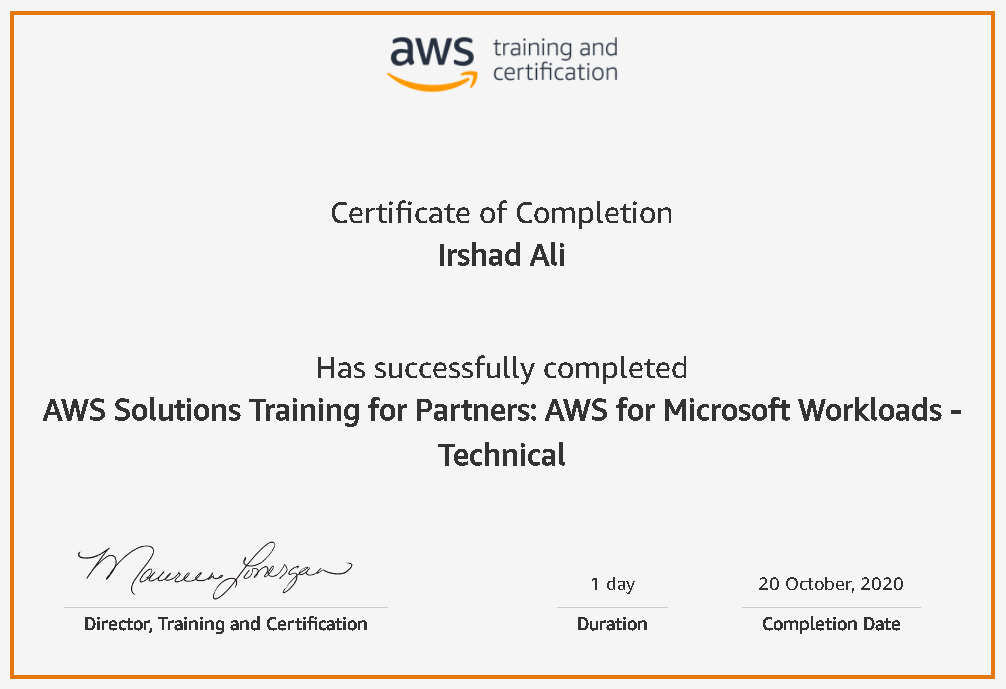 aws training and
certification
Certificate of Completion
Irshad Ali
Has successfully completed
AWS Solutions Training for Partners: AWS for Microsoft Workloads -
Technical
Maureen Lonergan
1 day
20 October, 2020
Director, Training and Certification
Duration
Completion Date